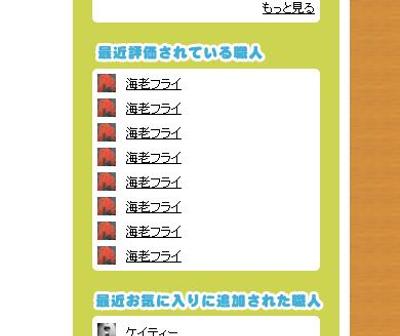 もっと見る
最近評価されている職人
海老フライ
海老フライ
海老フライ
海老フライ
海老フライ
海老フライ
海老フライ
海老フライ
最近お気に入りに追加された職人
ケイティー